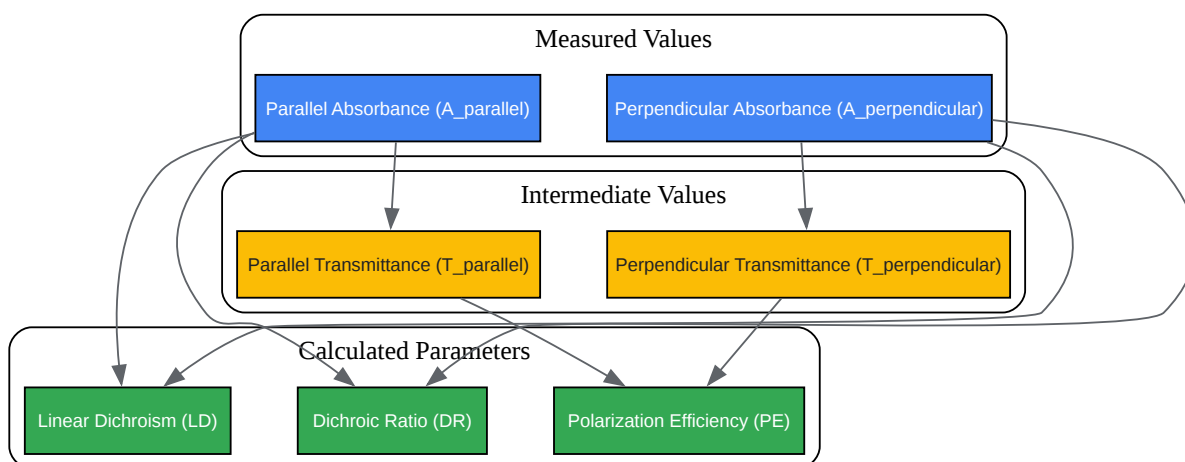 Measured Values
Parallel Absorbance (A_parallel)
Perpendicular Absorbance (A_perpendicular)
Intermediate Values
Parallel Transmittance (T_parallel)
Perpendicular Transmittance (T_perpendicular)
Calculated Parameters
Linear Dichroism (LD)
Dichroic Ratio (DR)
Polarization Efficiency (PE)